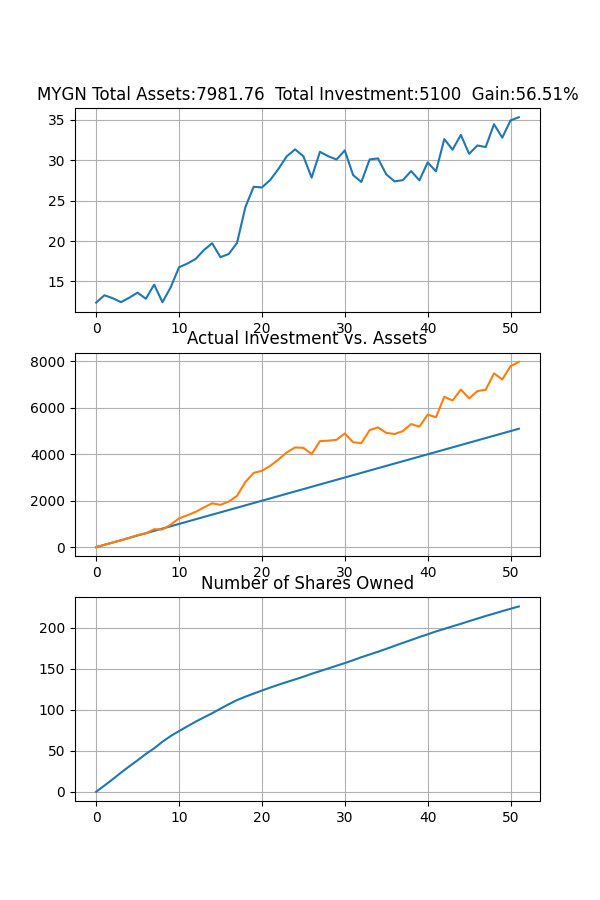 MYGN Total Assets:7981.76  Total Investment:5100  Gain:56.51%
35
30
25
20
15
0 10 20 30 40 50
Actual Investment vs. Assets
8000
6000
4000
2000
0
0 10 20 30 40 50
Number of Shares Owned
200
150
100
50
0
0 10 20 30 40 50